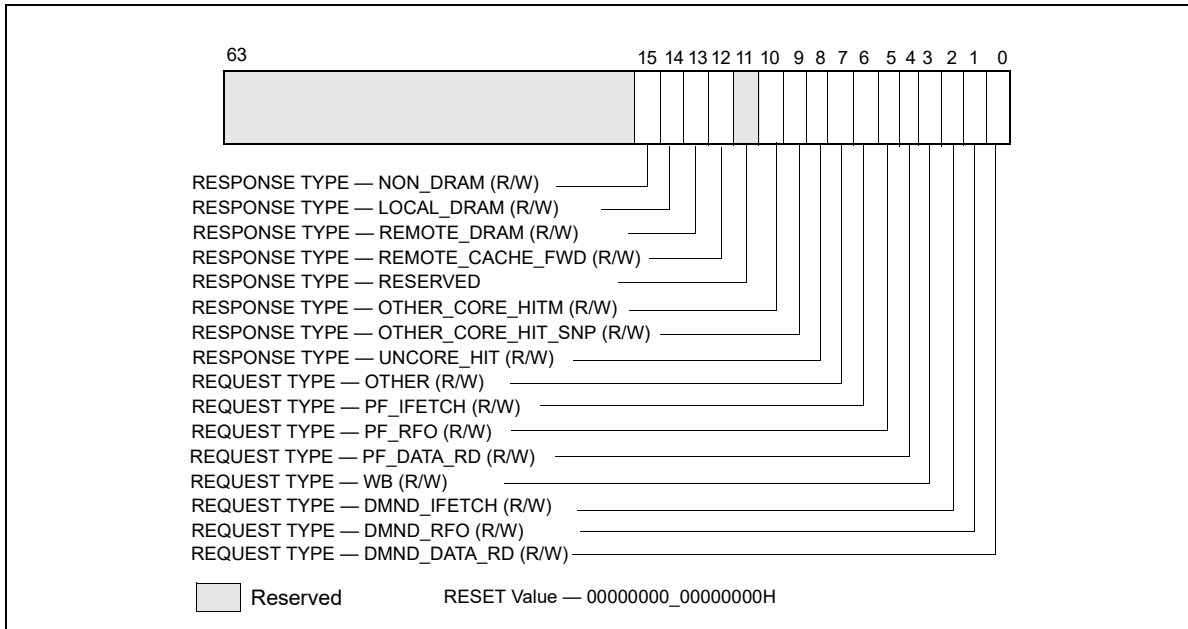 63 15 14 13 12 11 10 9 8 7 6 5 4 3 2 1 0
RESPONSE TYPE — NON_DRAM (R/W)
RESPONSE TYPE — LOCAL_DRAM (R/W)
RESPONSE TYPE — REMOTE_DRAM (R/W)
RESPONSE TYPE — REMOTE_CACHE_FWD (R/W)
RESPONSE TYPE — RESERVED
RESPONSE TYPE — OTHER_CORE_HITM (R/W)
RESPONSE TYPE — OTHER_CORE_HIT_SNP (R/W)
RESPONSE TYPE — UNCORE_HIT (R/W)
REQUEST TYPE — OTHER (R/W)
REQUEST TYPE — PF_IFETCH (R/W)
REQUEST TYPE — PF_RFO (R/W)
REQUEST TYPE — PF_DATA_RD (R/W)
REQUEST TYPE — WB (R/W)
REQUEST TYPE — DMND_IFETCH (R/W)
REQUEST TYPE — DMND_RFO (R/W)
REQUEST TYPE — DMND_DATA_RD (R/W)
Reserved RESET Value — 00000000_00000000H